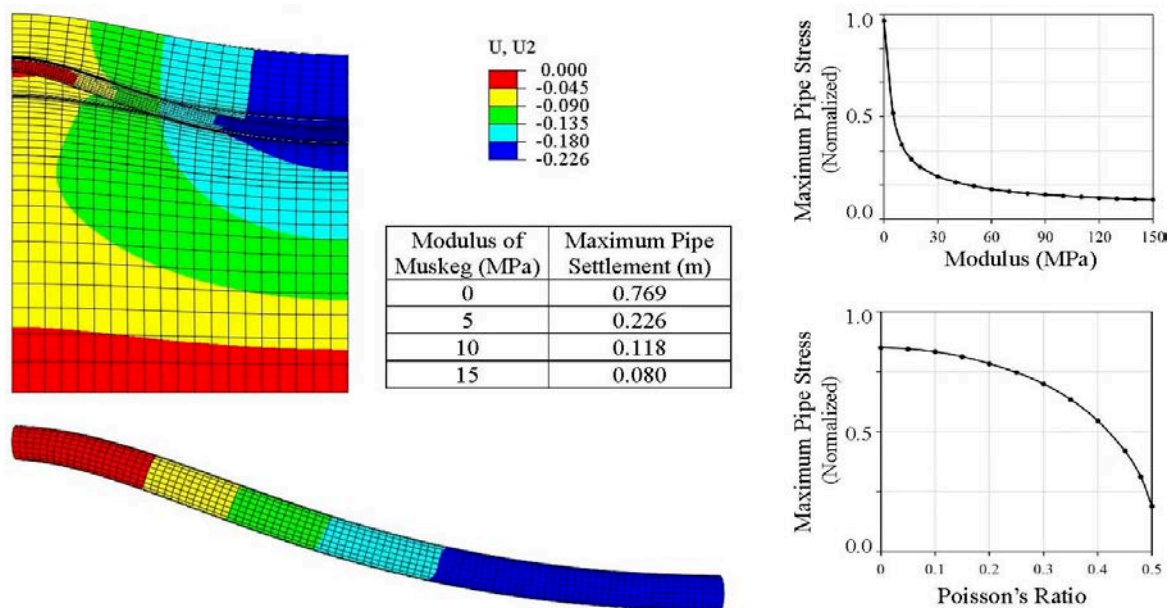 U, U2
0.000
-0.045
-0.090
-0.135
-0.180
-0.226
Modulus of Muskeg (MPa) Maximum Pipe Settlement (m)
0 0.769
5 0.226
10 0.118
15 0.080
Maximum Pipe Stress
(Normalized)
1.0
0.5
0.0
0 30 60 90 120 150
Modulus (MPa)
Maximum Pipe Stress
(Normalized)
1.0
0.5
0.0
0 0.1 0.2 0.3 0.4 0.5
Poisson's Ratio